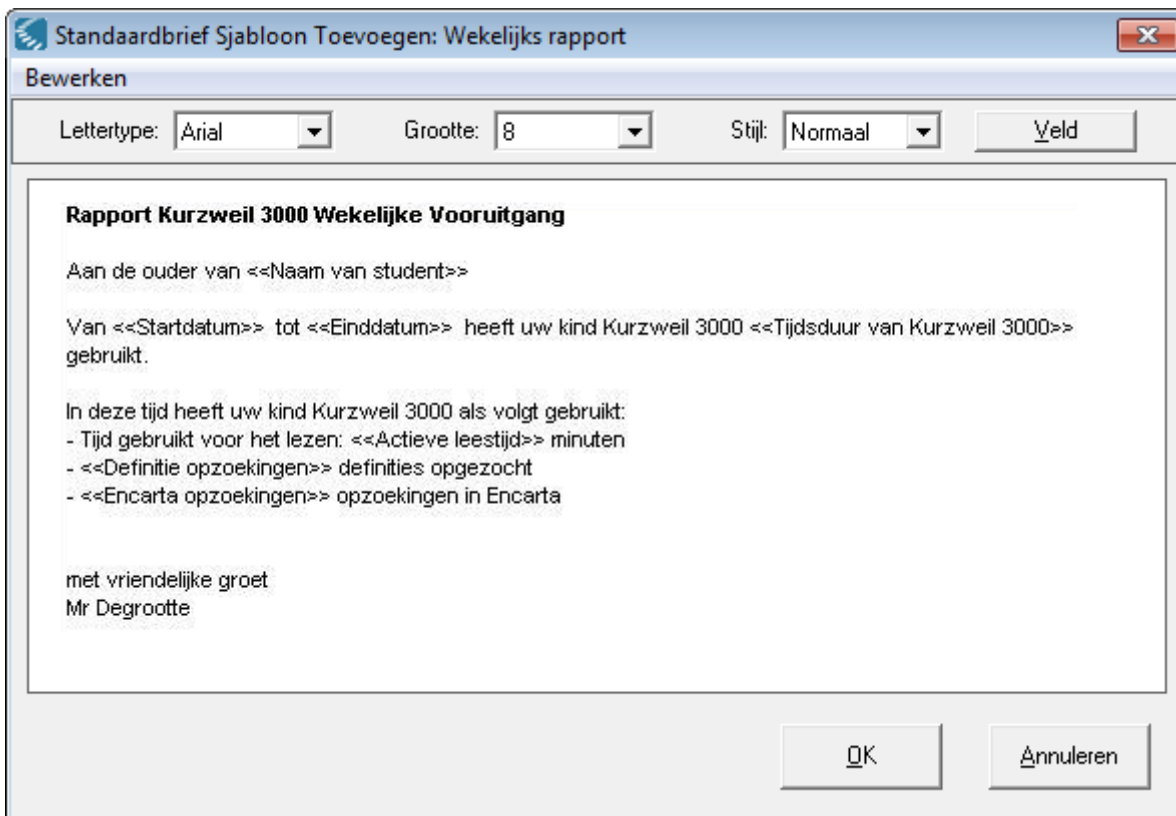 Standaardbrief Sjabloon Toevoegen: Wekelijks rapport
Bewerken
Lettertype: Arial Grootte: 8 Stijl: Normaal Veld
Rapport Kurzweil 3000 Wekelijke Vooruitgang
Aan de ouder van <<Naam van student>>
Van <<Startdatum>> tot <<Einddatum>> heeft uw kind Kurzweil 3000 <<Tijdsduur van Kurzweil 3000>>
gebruikt.
In deze tijd heeft uw kind Kurzweil 3000 als volgt gebruikt:
- Tijd gebruikt voor het lezen: <<Actieve leestijd>> minuten
- <<Definitie opzoekingen>> definities opgezocht
- <<Encarta opzoekingen>> opzoekingen in Encarta
met vriendelijke groet
Mr Degrootte
OK Annuleren